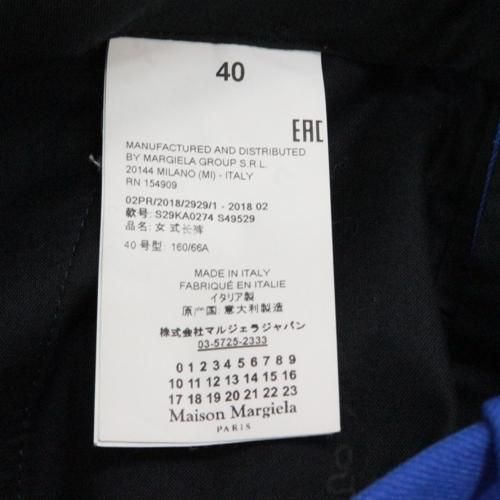 40
EAC
MANUFACTURED AND DISTRIBUTED
BY MARGIELA GROUP S.R.L.
20144 MILANO (MI) - ITALY
RN 154909
02PR/2018/2929/1 - 2018 02
款号: S29KA0274 S49529
品名: 女式长裤
40 号型: 160/66A
MADE IN ITALY
FABRIQUÉ EN ITALIE
イタリア製
原产国: 意大利製造
株式会社マルジェラジャパン
03-5725-2333
0 1 2 3 4 5 6 7 8 9
10 11 12 13 14 15 16
17 18 19 20 21 22 23
Maison Margiela
PARIS